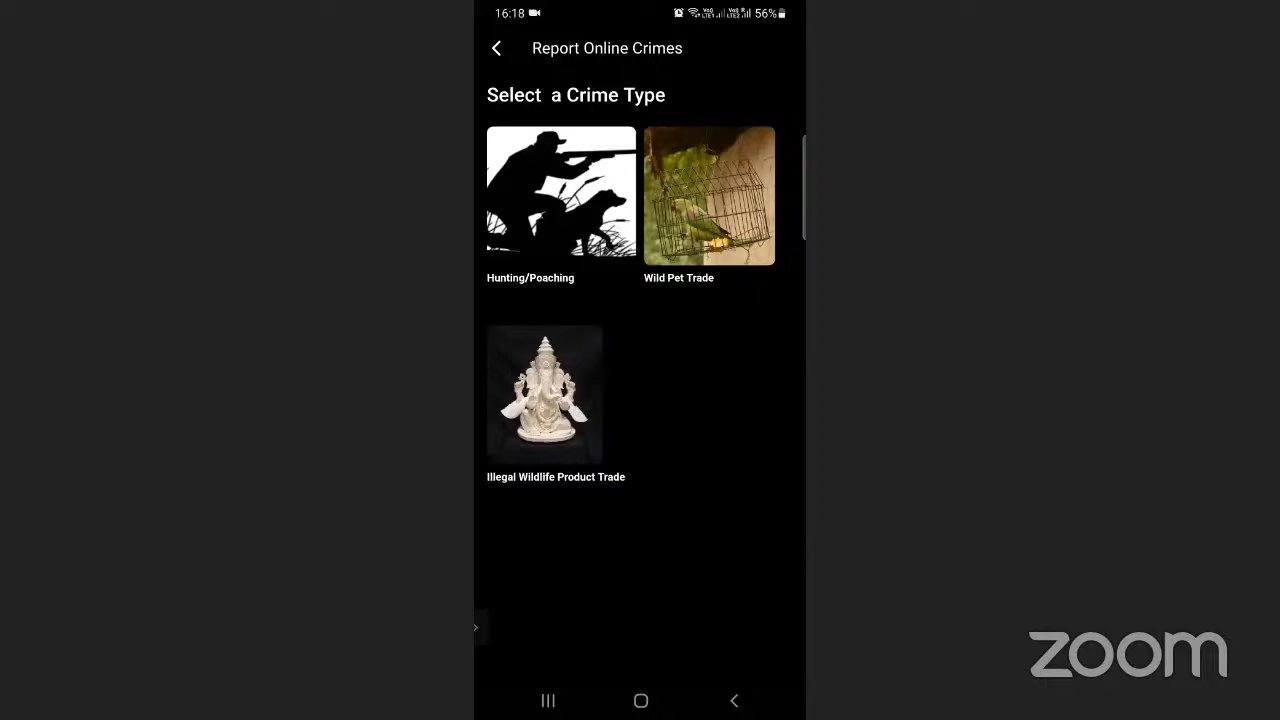 16:18
56%
Report Online Crimes
Select a Crime Type
Hunting/Poaching
Wild Pet Trade
Illegal Wildlife Product Trade
zoom